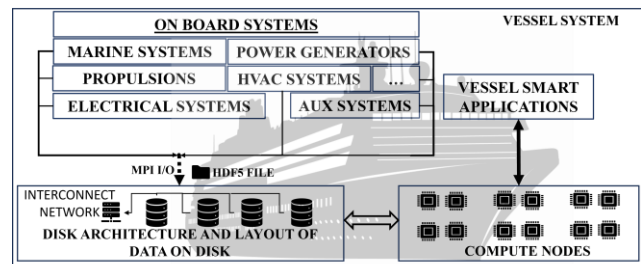 ON BOARD SYSTEMS
VESSEL SYSTEM
MARINE SYSTEMS
POWER GENERATORS
PROPULSIONS
HVAC SYSTEMS
...
ELECTRICAL SYSTEMS
AUX SYSTEMS
VESSEL SMART
APPLICATIONS
MPI I/O
HDF5 FILE
INTERCONNECT
NETWORK
DISK ARCHITECTURE AND LAYOUT OF
DATA ON DISK
COMPUTE NODES